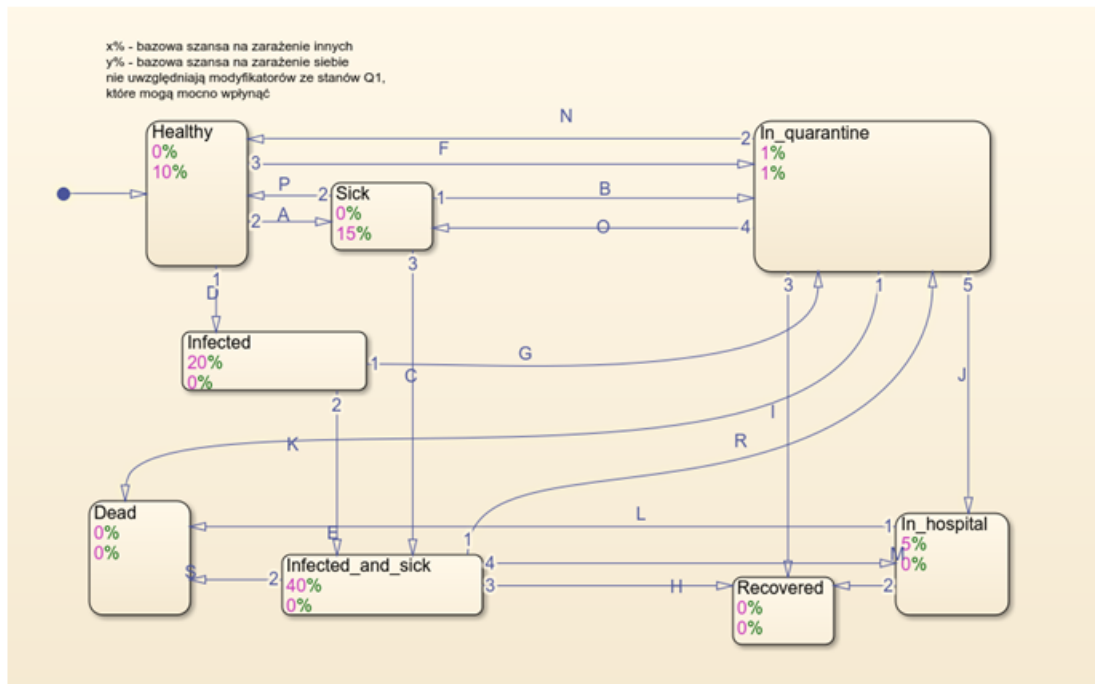 x% - bazowa szansa na zarażenie innych
y% - bazowa szansa na zarażenie siebie
nie uwzględniają modyfikatorów ze stanów Q1,
które mogą mocno wpłynąć
N
Healthy
0%
10%
2
In_quarantine
1%
1%
F
3
P
2
Sick
0%
15%
1
B
2
A
O
4
3
1
D
3
1
5
Infected
20%
0%
1
G
C
J
2
I
K
R
Dead
0%
0%
L
1
In_hospital
5%
0%
E
1
M
S
2
Infected_and_sick
40%
0%
4
3
H
Recovered
0%
0%
2